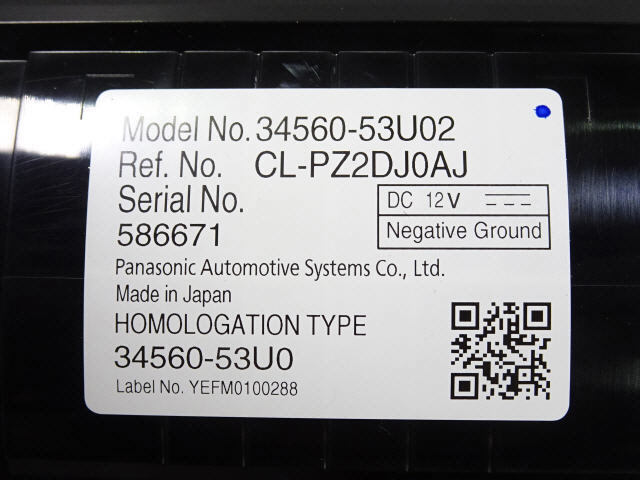 Model No. 34560-53U02
Ref. No. CL-PZ2DJ0AJ
Serial No.
586671
DC 12V
Negative Ground
Panasonic Automotive Systems Co., Ltd.
Made in Japan
HOMOLOGATION TYPE
34560-53U0
Label No. YEFM0100288